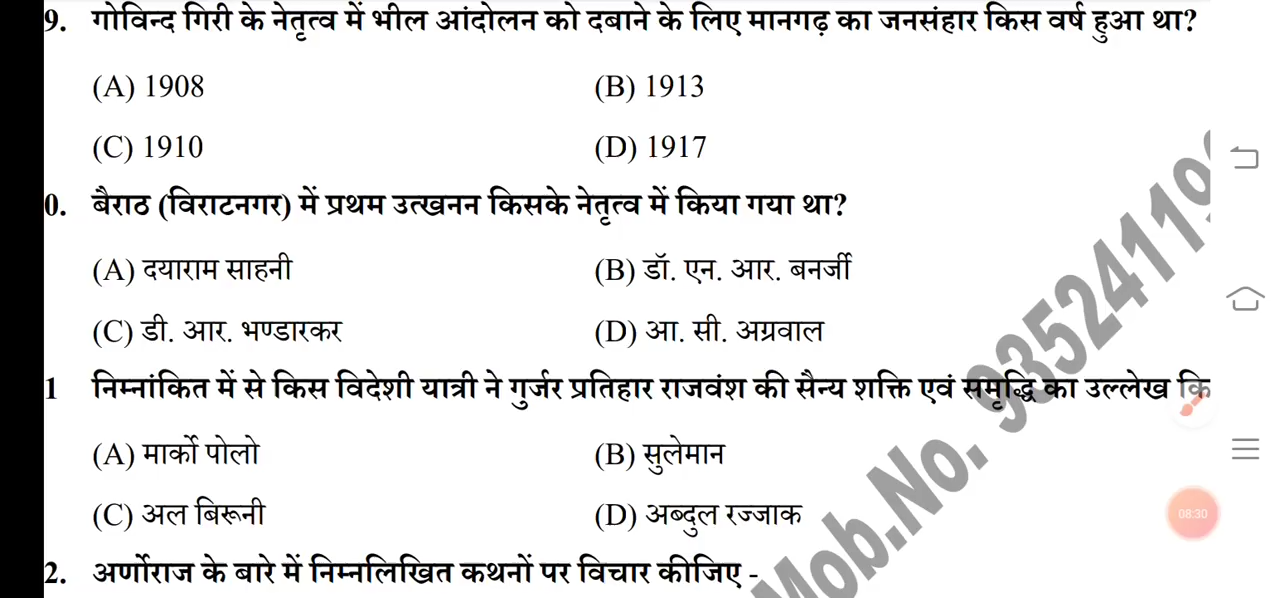 9. गोविन्द गिरी के नेतृत्व में भील आंदोलन को दबाने के लिए मानगढ़ का जनसंहार किस वर्ष हुआ था?
(A) 1908 (B) 1913
(C) 1910 (D) 1917
0. बैराठ (विराटनगर) में प्रथम उत्खनन किसके नेतृत्व में किया गया था?
(A) दयाराम साहनी (B) डॉ. एन. आर. बनर्जी
(C) डी. आर. भण्डारकर (D) आ. सी. अग्रवाल
1 निम्नांकित में से किस विदेशी यात्री ने गुर्जर प्रतिहार राजवंश की सैन्य शक्ति एवं समृद्धि का उल्लेख कि
(A) मार्को पोलो (B) सुलेमान
(C) अल बिरूनी (D) अब्दुल रज्जाक
2. अर्णोराज के बारे में निम्नलिखित कथनों पर विचार कीजिए -
Mob.No. 93524119
08:30